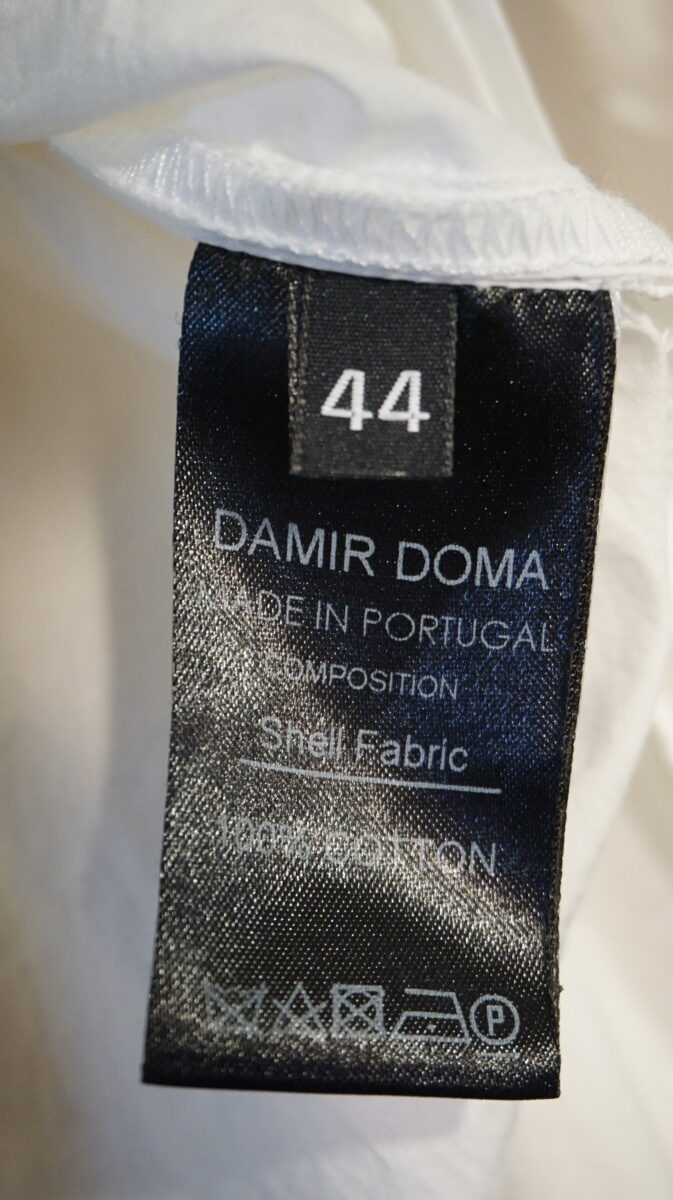 44
DAMIR DOMA
MADE IN PORTUGAL
COMPOSITION
Shell Fabric
100% COTTON
P